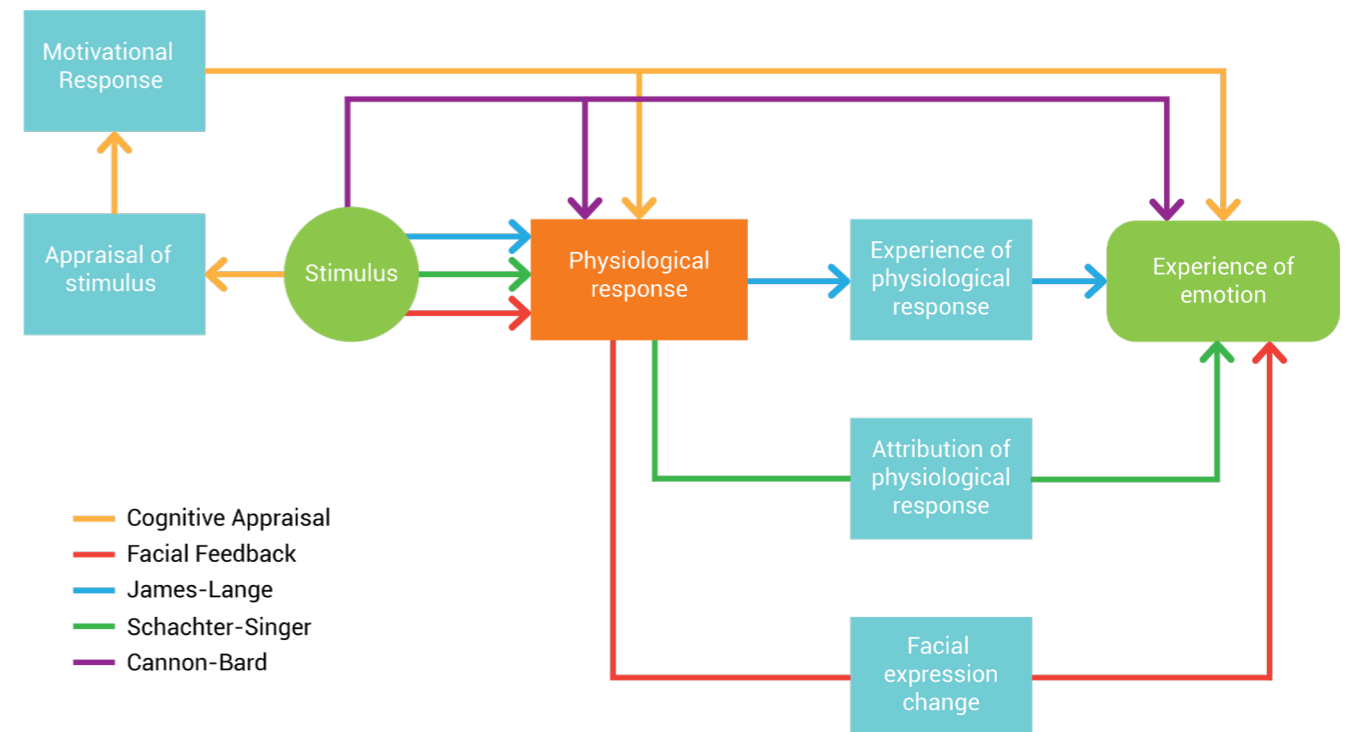 Motivational
Response
Appraisal of
stimulus
Stimulus
Physiological
response
Experience of
physiological
response
Experience of
emotion
Attribution of
physiological
response
Facial
expression
change
Cognitive Appraisal
Facial Feedback
James-Lange
Schachter-Singer
Cannon-Bard